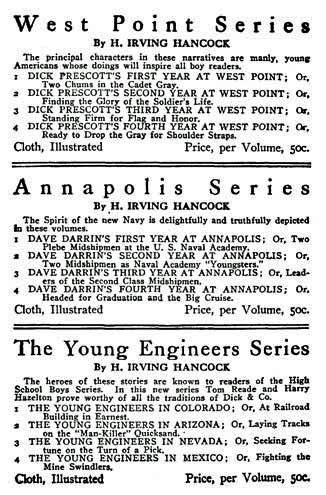 West Point Series
By H. IRVING HANCOCK
The principal characters in these narratives are manly, young
Americans whose doings will inspire all boy readers.
1 DICK PRESCOTT'S FIRST YEAR AT WEST POINT; Or,
Two Chums in the Cadet Gray.
2 DICK PRESCOTT'S SECOND YEAR AT WEST POINT; Or,
Finding the Glory of the Soldier's Life.
3 DICK PRESCOTT'S THIRD YEAR AT WEST POINT; Or,
Standing Firm for Flag and Honor.
4 DICK PRESCOTT'S FOURTH YEAR AT WEST POINT; Or,
Ready to Drop the Gray for Shoulder Straps.
Cloth, Illustrated Price, per Volume, 50c.
Annapolis Series
By H. IRVING HANCOCK
The Spirit of the new Navy is delightfully and truthfully depicted
in these volumes.
1 DAVE DARRIN'S FIRST YEAR AT ANNAPOLIS; Or, Two
Plebe Midshipmen at the U. S. Naval Academy.
2 DAVE DARRIN'S SECOND YEAR AT ANNAPOLIS; Or,
Two Midshipmen as Naval Academy "Youngsters."
3 DAVE DARRIN'S THIRD YEAR AT ANNAPOLIS; Or, Lead-
ers of the Second Class Midshipmen.
4 DAVE DARRIN'S FOURTH YEAR AT ANNAPOLIS; Or,
Headed for Graduation and the Big Cruise.
Cloth, Illustrated Price, per Volume, 50c.
The Young Engineers Series
By H. IRVING HANCOCK
The heroes of these stories are known to readers of the High
School Boys Series. In this new series Tom Reade and Harry
Hazelton prove worthy of all the traditions of Dick & Co.
1 THE YOUNG ENGINEERS IN COLORADO; Or, At Railroad
Building in Earnest.
2 THE YOUNG ENGINEERS IN ARIZONA; Or, Laying Tracks
on the "Man-Killer" Quicksand.
3 THE YOUNG ENGINEERS IN NEVADA; Or, Seeking For-
tune on the Turn of a Pick.
4 THE YOUNG ENGINEERS IN MEXICO; Or, Fighting the
Mine Swindlers.
Cloth, Illustrated Price, per Volume, 50c.